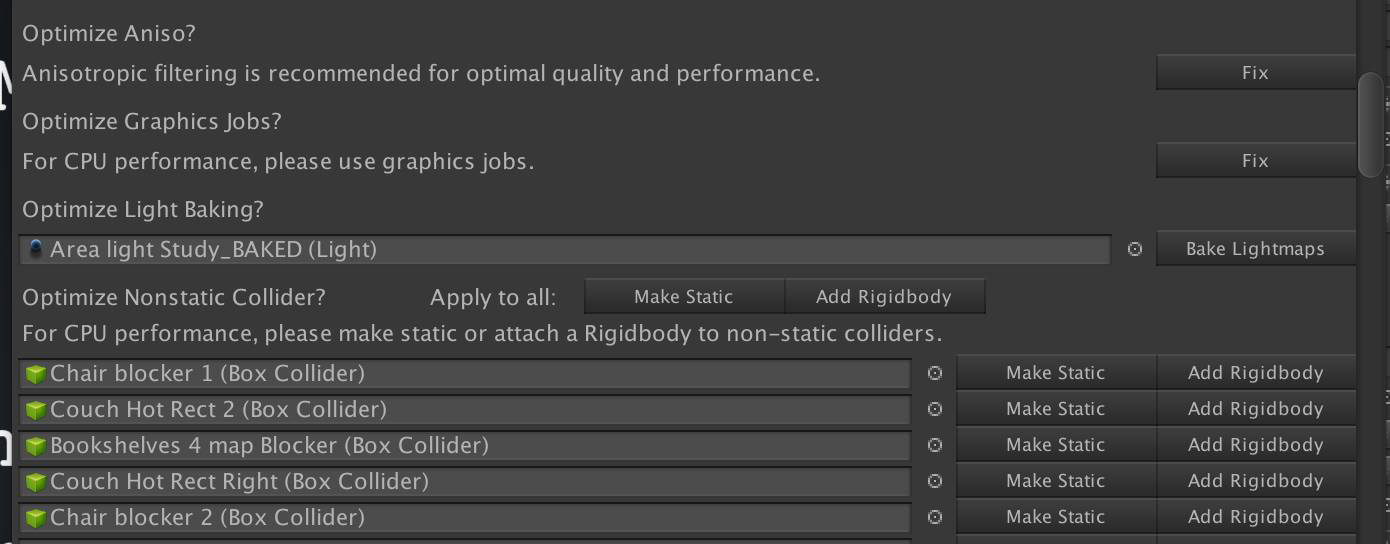 Optimize Aniso?
Anisotropic filtering is recommended for optimal quality and performance. Fix
Optimize Graphics Jobs?
For CPU performance, please use graphics jobs. Fix
Optimize Light Baking?
Area light Study_BAKED (Light) Bake Lightmaps
Optimize Nonstatic Collider? Apply to all: Make Static Add Rigidbody
For CPU performance, please make static or attach a Rigidbody to non-static colliders.
Chair blocker 1 (Box Collider) Make Static Add Rigidbody
Couch Hot Rect 2 (Box Collider) Make Static Add Rigidbody
Bookshelves 4 map Blocker (Box Collider) Make Static Add Rigidbody
Couch Hot Rect Right (Box Collider) Make Static Add Rigidbody
Chair blocker 2 (Box Collider) Make Static Add Rigidbody